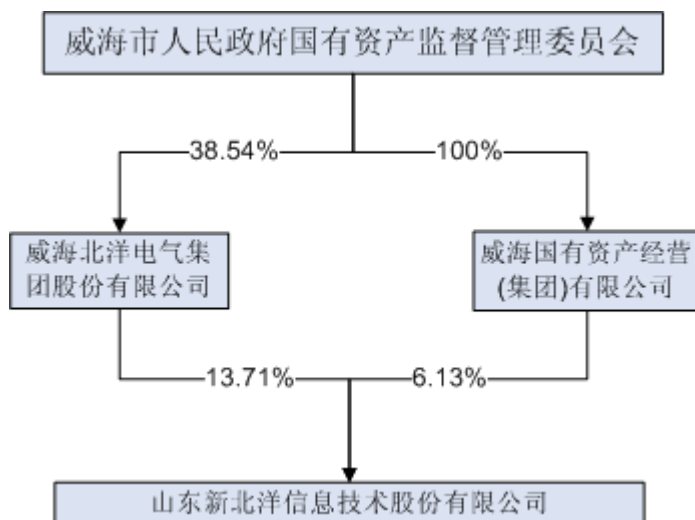 威海市人民政府国有资产监督管理委员会
38.54%
100%
威海北洋电气集
团股份有限公司
威海国有资产经营
(集团)有限公司
13.71%
6.13%
山东新北洋信息技术股份有限公司